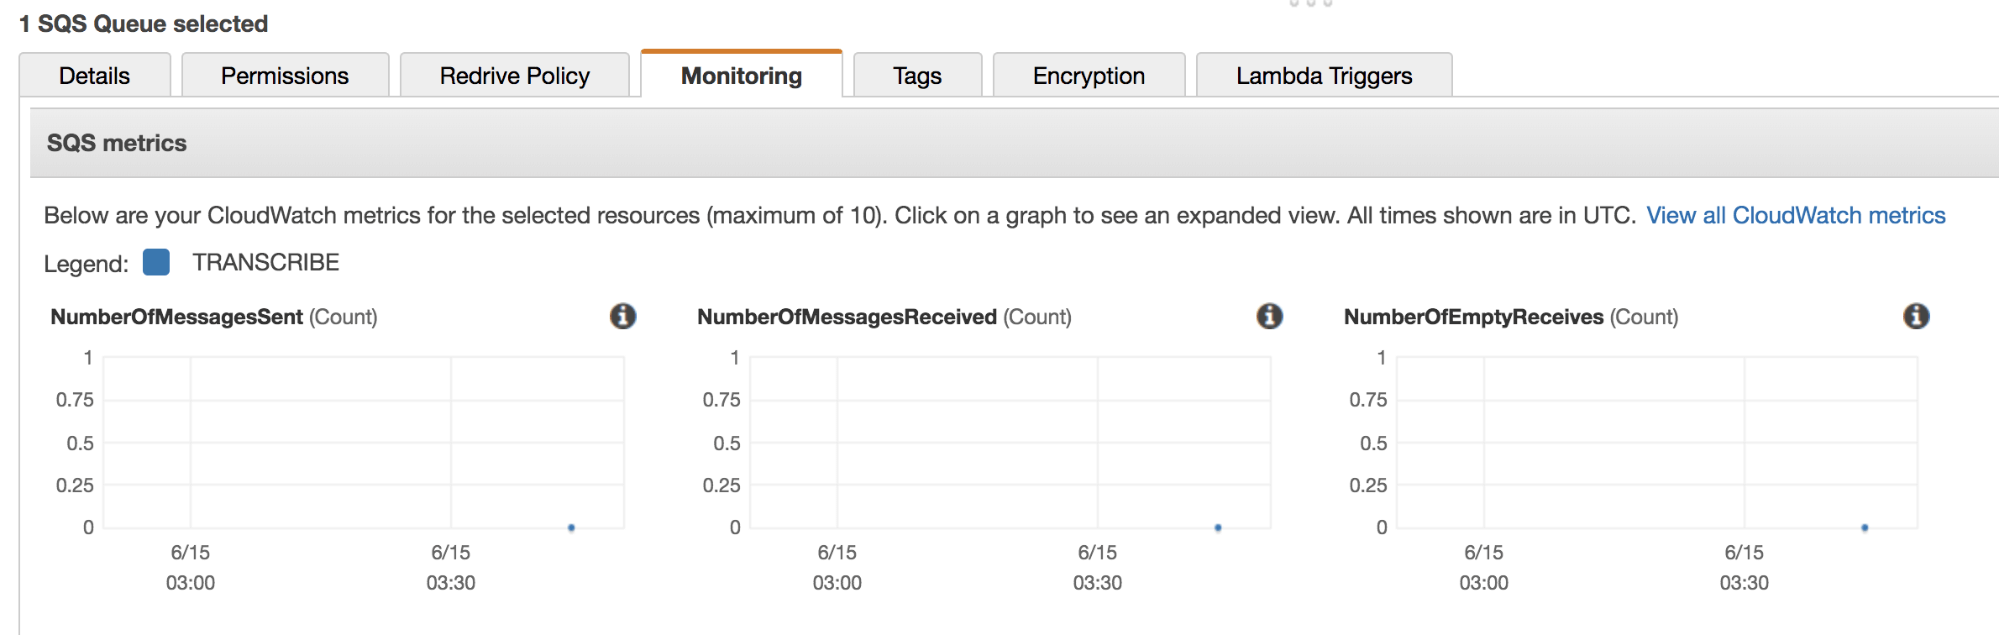 1 SQS Queue selected
Details Permissions Redrive Policy Monitoring Tags Encryption Lambda Triggers
SQS metrics
Below are your CloudWatch metrics for the selected resources (maximum of 10). Click on a graph to see an expanded view. All times shown are in UTC. View all CloudWatch metrics
Legend: TRANSCRIBE
NumberOfMessagesSent (Count)
1
0.75
0.5
0.25
0
6/15 6/15
03:00 03:30
NumberOfMessagesReceived (Count)
1
0.75
0.5
0.25
0
6/15 6/15
03:00 03:30
NumberOfEmptyReceives (Count)
1
0.75
0.5
0.25
0
6/15 6/15
03:00 03:30